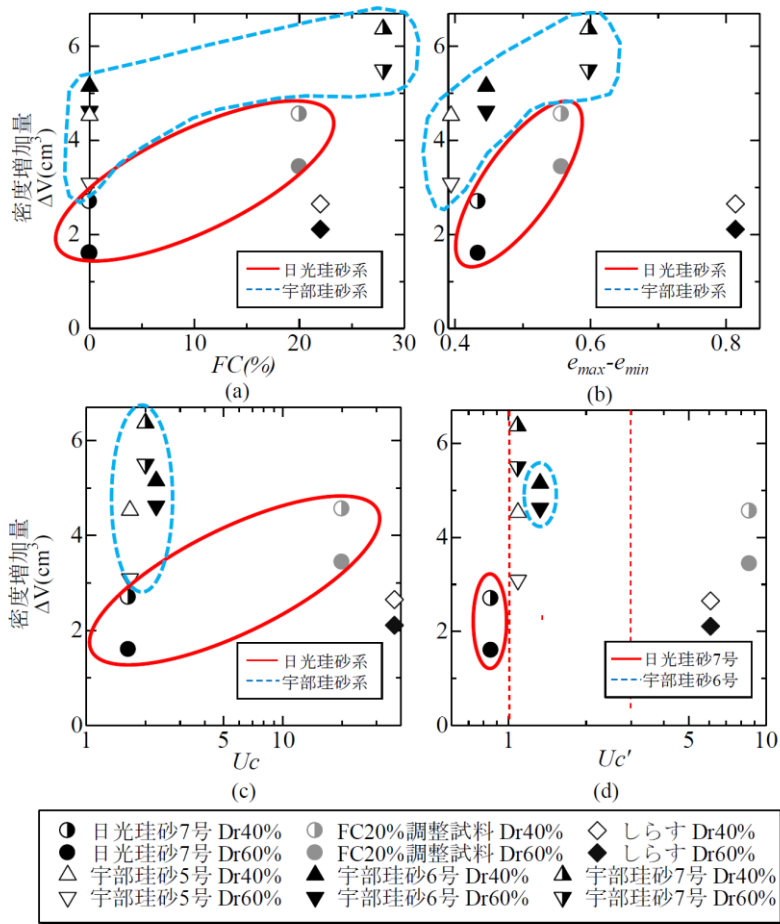 6
4
2
0
密度増加量
ΔV(cm³)
日光珪砂系
宇部珪砂系
0 10 20 30
FC(%)
(a)
6
4
2
0
日光珪砂系
宇部珪砂系
0.4 0.6 0.8
emax-emin
(b)
6
4
2
0
密度増加量
ΔV(cm³)
日光珪砂系
宇部珪砂系
1 10
Uc
(c)
6
4
2
0
日光珪砂7号
宇部珪砂6号
1 5 10
Uc'
(d)
日光珪砂7号 Dr40% FC20%調整試料 Dr40% しらす Dr40%
日光珪砂7号 Dr60% FC20%調整試料 Dr60% しらす Dr60%
宇部珪砂5号 Dr40% 宇部珪砂6号 Dr40% 宇部珪砂7号 Dr40%
宇部珪砂5号 Dr60% 宇部珪砂6号 Dr60% 宇部珪砂7号 Dr60%